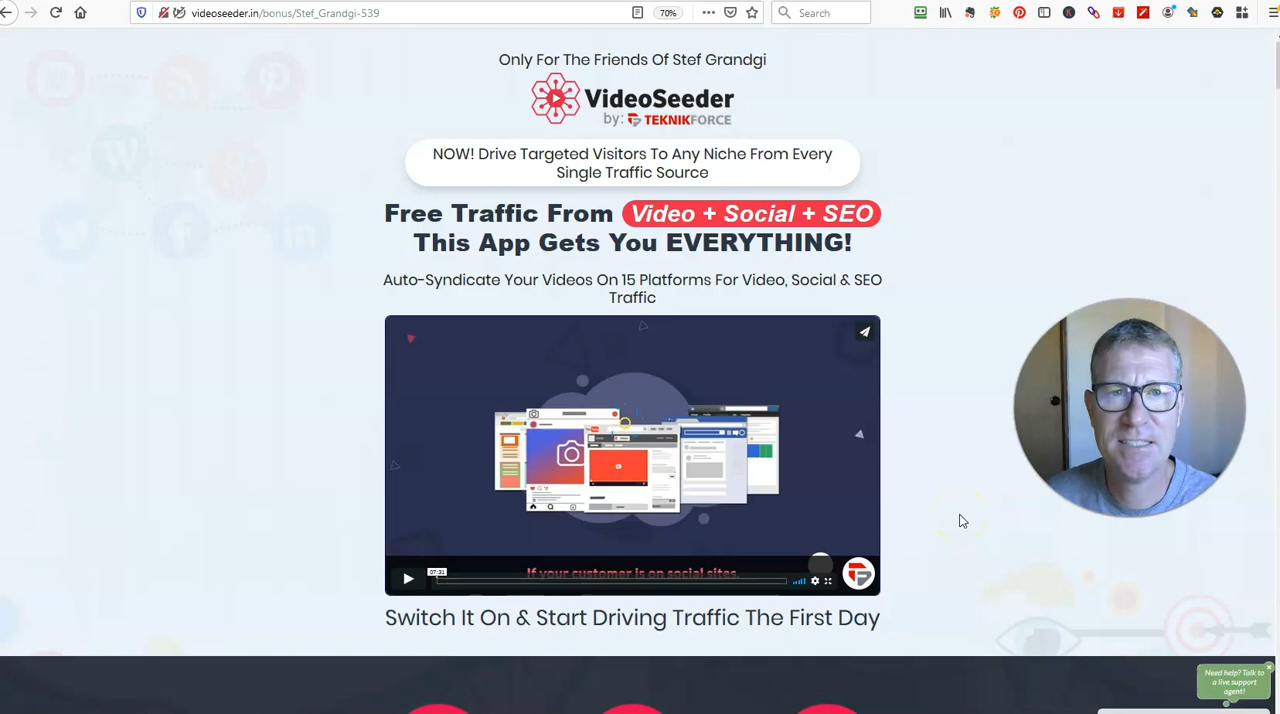 videoseeder.in/bonus/Stef_Grandgi-539
70%
Search
Only For The Friends Of Stef Grandgi
VideoSeeder
by: TEKNIKFORCE
NOW! Drive Targeted Visitors To Any Niche From Every
Single Traffic Source
Free Traffic From Video + Social + SEO
This App Gets You EVERYTHING!
Auto-Syndicate Your Videos On 15 Platforms For Video, Social & SEO
Traffic
07:31
If your customer is on social sites.
Switch It On & Start Driving Traffic The First Day
Need help? Talk to
a live support
agent!